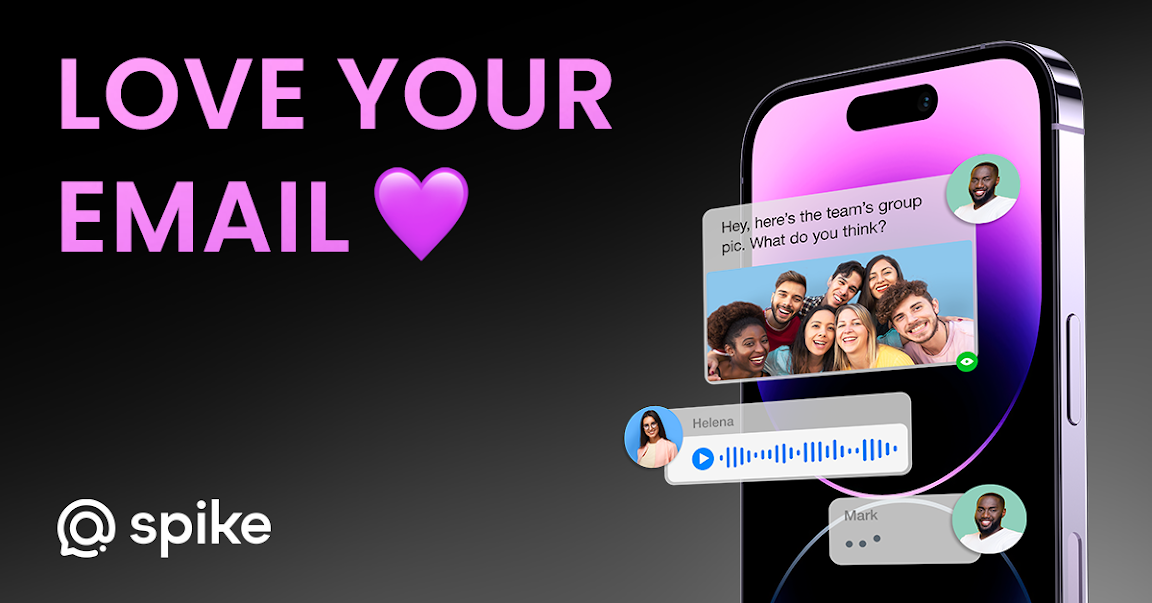 LOVE YOUR
EMAIL 💜
Hey, here's the team's group
pic. What do you think?
Helena
Mark
spike